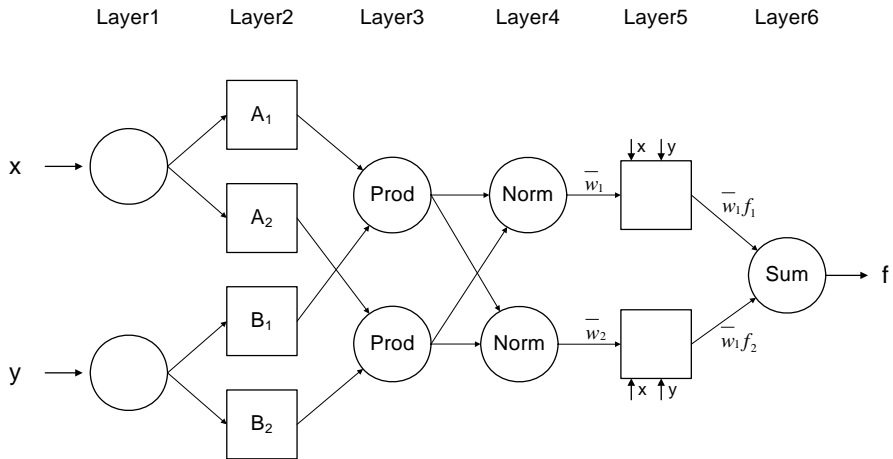 Layer1 Layer2 Layer3 Layer4 Layer5 Layer6
x
y
A₁
A₂
B₁
B₂
Prod
Prod
Norm
Norm
w̅₁
w̅₂
x y
x y
w̅₁f₁
w̅₁f₂
Sum
f